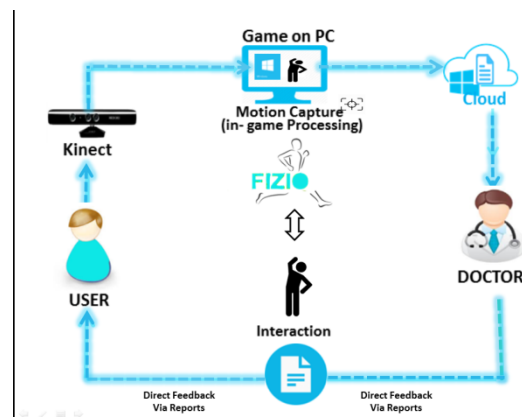 Game on PC
Motion Capture
(in- game Processing)
Cloud
Kinect
FIZIO
USER
DOCTOR
Interaction
Direct Feedback
Via Reports
Direct Feedback
Via Reports